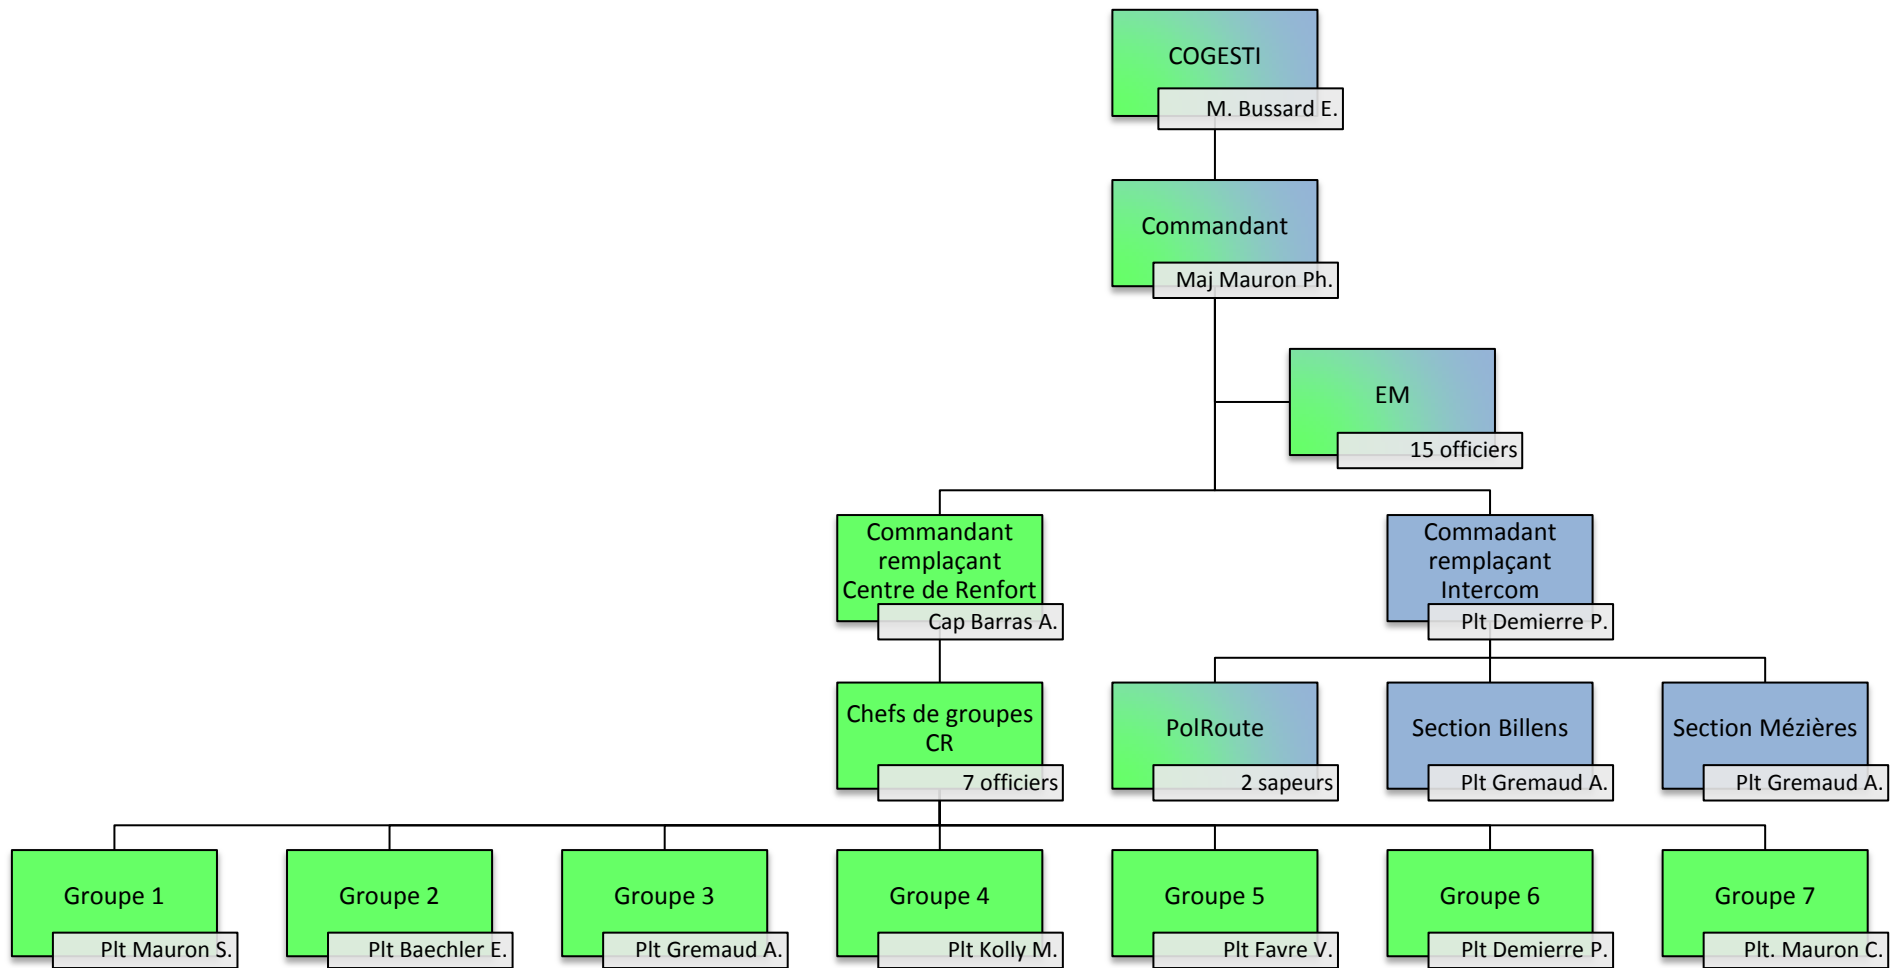 COGESTI
M. Bussard E.
Commandant
Maj Mauron Ph.
EM
15 officiers
Commandant
remplaçant
Centre de Renfort
Cap Barras A.
Commadant
remplaçant
Intercom
Plt Demierre P.
Chefs de groupes
CR
7 officiers
PolRoute
2 sapeurs
Section Billens
Plt Gremaud A.
Section Mézières
Plt Gremaud A.
Groupe 1
Plt Mauron S.
Groupe 2
Plt Baechler E.
Groupe 3
Plt Gremaud A.
Groupe 4
Plt Kolly M.
Groupe 5
Plt Favre V.
Groupe 6
Plt Demierre P.
Groupe 7
Plt. Mauron C.